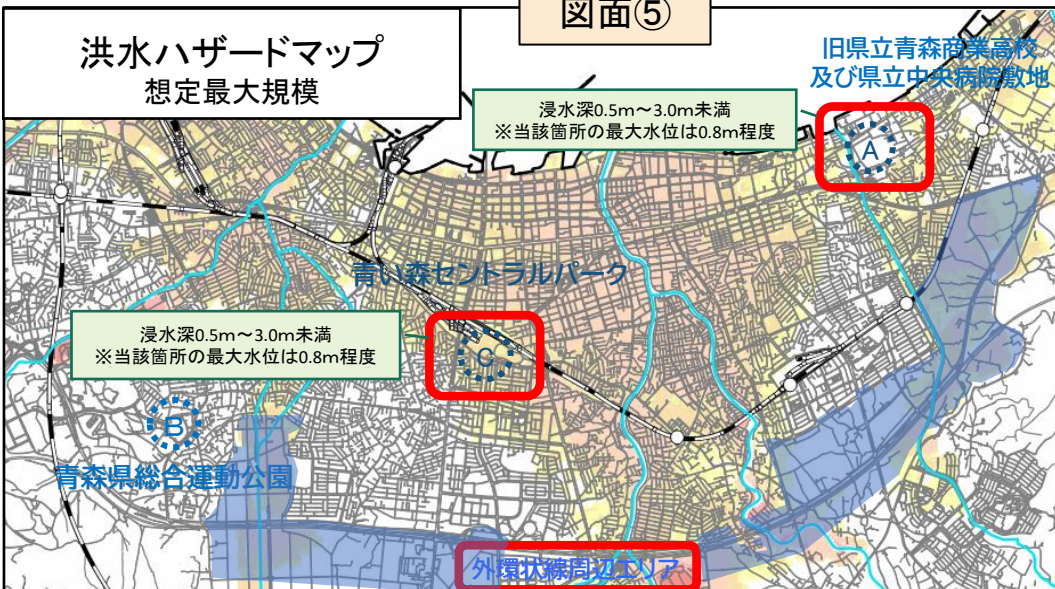 図面⑤
洪水ハザードマップ
想定最大規模
旧県立青森商業高校
及び県立中央病院敷地
浸水深0.5m～3.0m未満
※当該箇所の最大水位は0.8m程度
A
青い森セントラルパーク
浸水深0.5m～3.0m未満
※当該箇所の最大水位は0.8m程度
C
B
青森県総合運動公園
外環状線周辺エリア